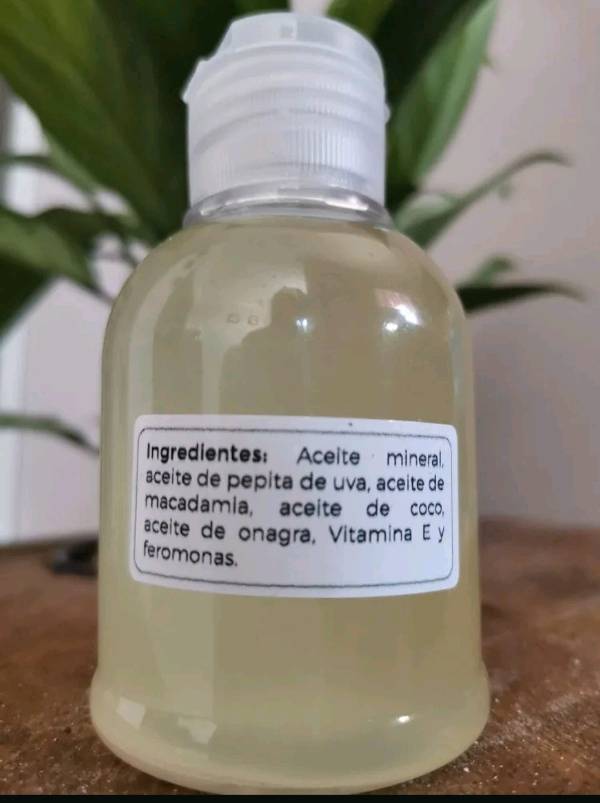 Ingredientes: Aceite mineral,
aceite de pepita de uva, aceite de
macadamia, aceite de coco,
aceite de onagra, Vitamina E y
feromonas.